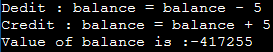 Dedit : balance = balance - 5
Credit : balance = balance + 5
Value of balance is :-417255